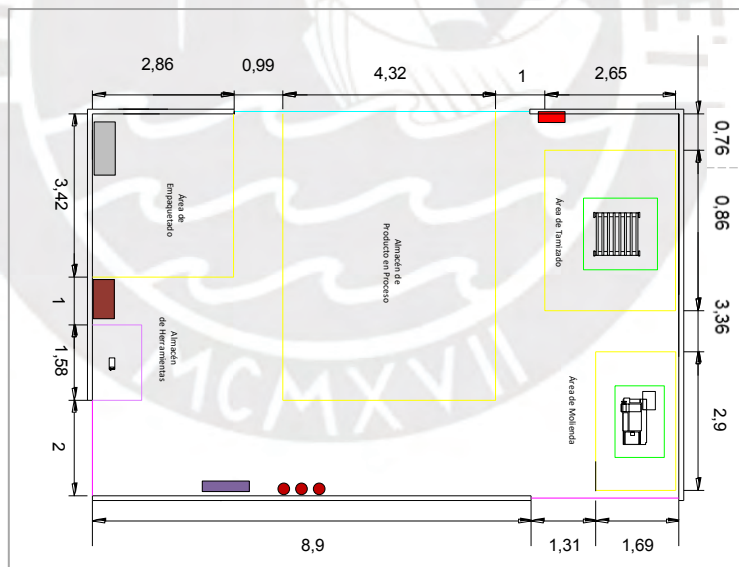 2,86
0,99
4,32
1
2,65
0,76
0,86
3,36
2,9
3,42
1
1,58
2
Área de
Empaquetado
Almacén de
Producto en Proceso
Área de Tamizado
Almacén
de Herramientas
Área de Molienda
MCMXVII
8,9
1,31
1,69